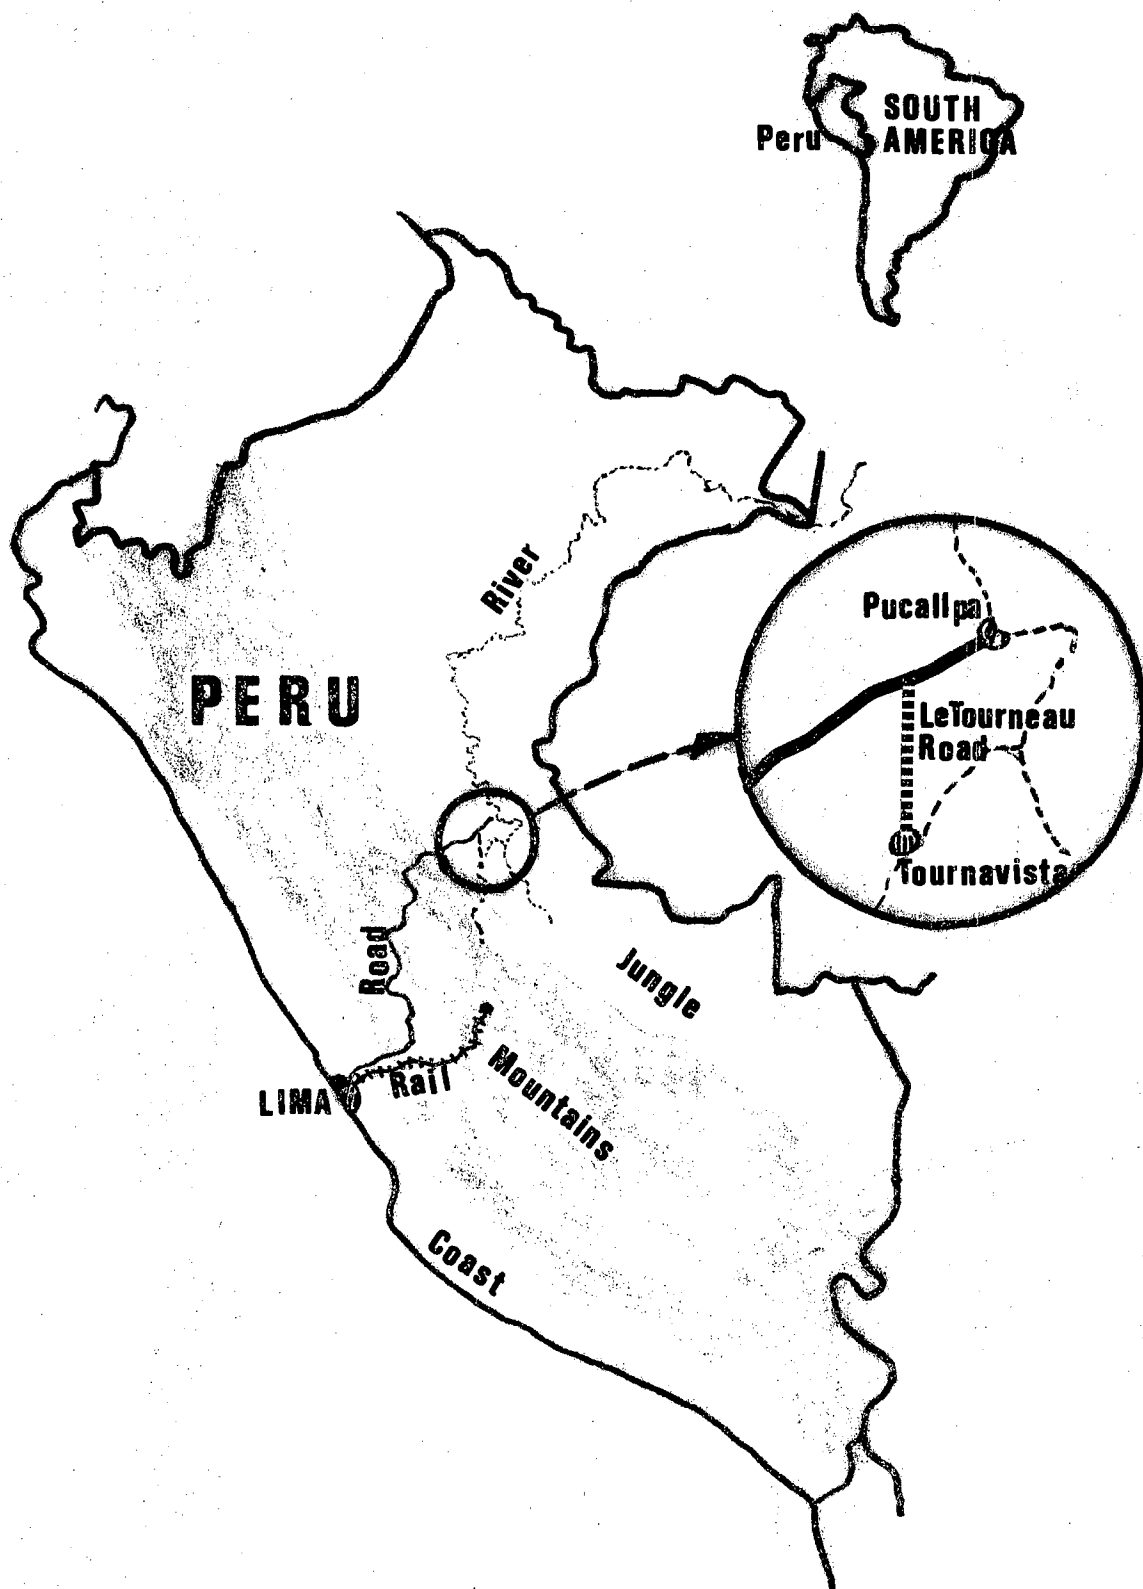 SOUTH
AMERICA
Peru
River
Pucallpa
PERU
LeTourneau
Road
Tournavista
Road
Jungle
Mountains
Rail
LIMA
Coast